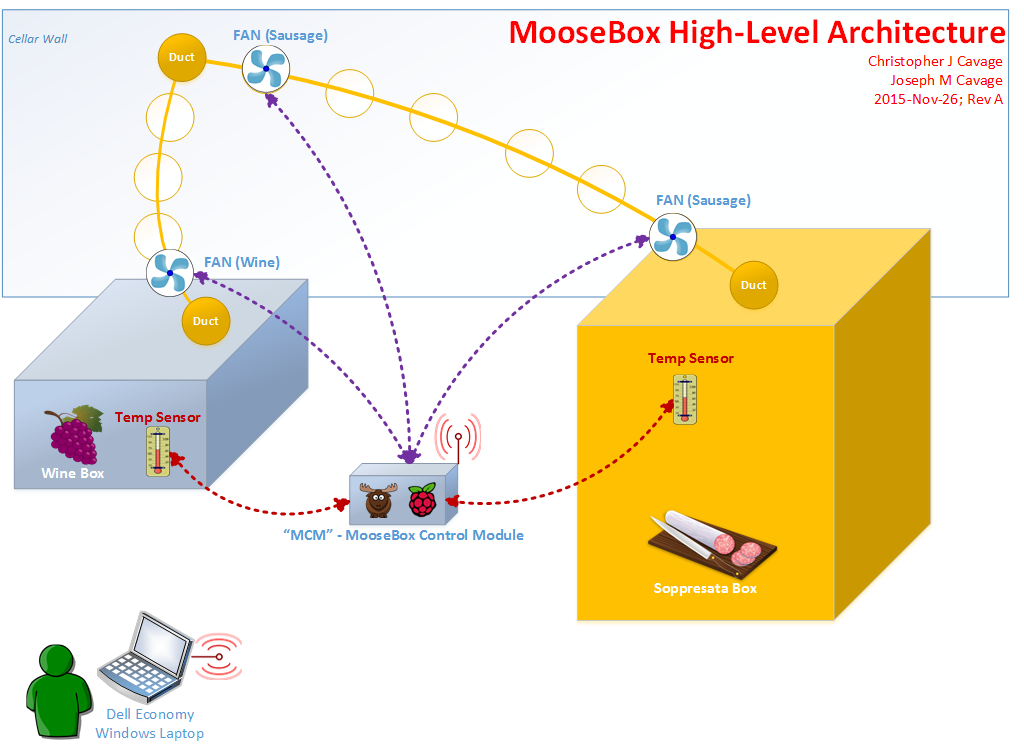 MooseBox High-Level Architecture
Christopher J Cavage
Joseph M Cavage
2015-Nov-26; Rev A
Cellar Wall
FAN (Sausage)
Duct
FAN (Sausage)
FAN (Wine)
Duct
Duct
Temp Sensor
Temp Sensor
Wine Box
"MCM" - MooseBox Control Module
Soppresata Box
Dell Economy
Windows Laptop